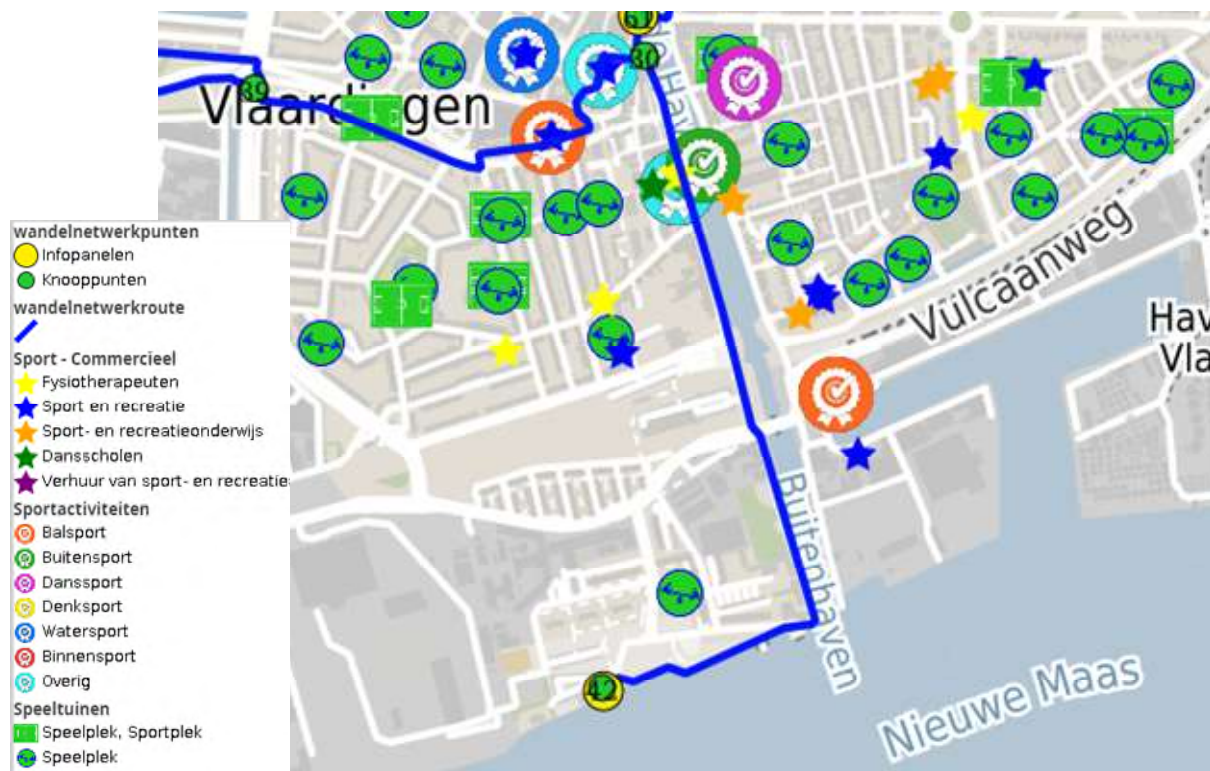 61
30
39
Vlaardingen
Vulcaanweg
Hav
Vla
Buitenhaven
42
Nieuwe Maas
wandelnetwerkpunten
Infopanelen
Knooppunten
wandelnetwerkroute
Sport - Commercieel
Fysiotherapeuten
Sport en recreatie
Sport- en recreatieonderwijs
Dansscholen
Verhuur van sport- en recreatie
Sportactiviteiten
Balsport
Buitensport
Danssport
Denksport
Watersport
Binnensport
Overig
Speeltuinen
Speelplek, Sportplek
Speelplek